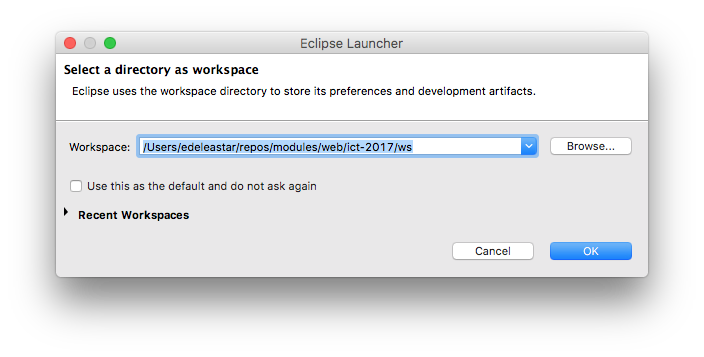 Eclipse Launcher
Select a directory as workspace
Eclipse uses the workspace directory to store its preferences and development artifacts.
Workspace: /Users/edeleastar/repos/modules/web/ict-2017/ws Browse...
Use this as the default and do not ask again
Recent Workspaces
Cancel OK